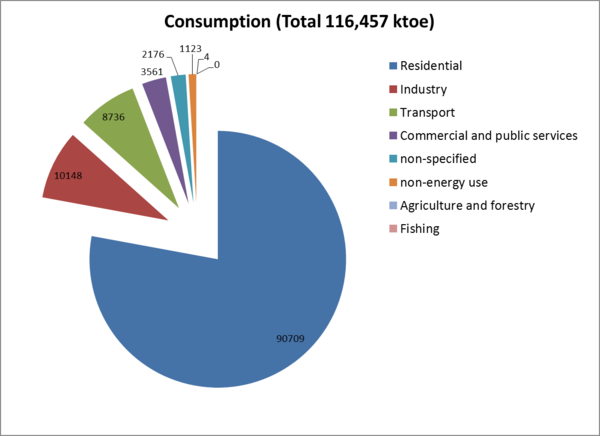 Consumption (Total 116,457 ktoe)
1123
2176
4
0
3561
8736
10148
90709
Residential
Industry
Transport
Commercial and public services
non-specified
non-energy use
Agriculture and forestry
Fishing